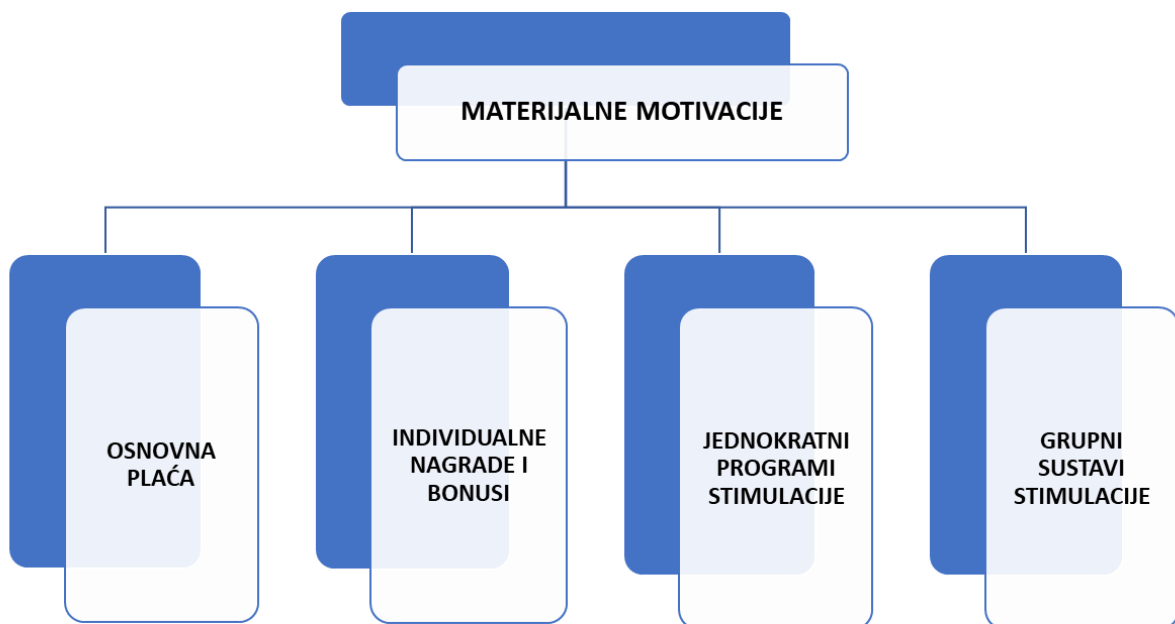 MATERIJALNE MOTIVACIJE
OSNOVNA
PLAĆA
INDIVIDUALNE
NAGRADE I
BONUSI
JEDNOKRATNI
PROGRAMI
STIMULACIJE
GRUPNI
SUSTAVI
STIMULACIJE